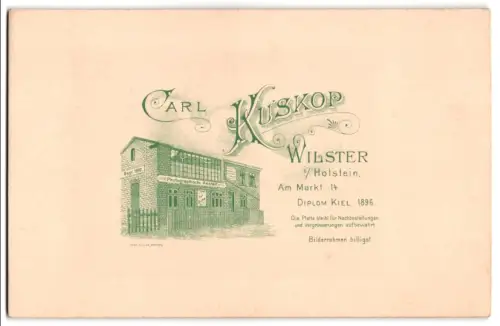 CARL KUSKOP
WILSTER
i/Holstein,
Am Markt 14.
DIPLOM KIEL 1896.
Die Platte bleibt für Nachbestellungen
und Vergrösserungen aufbewahrt.
Bilderrahmen billigst.